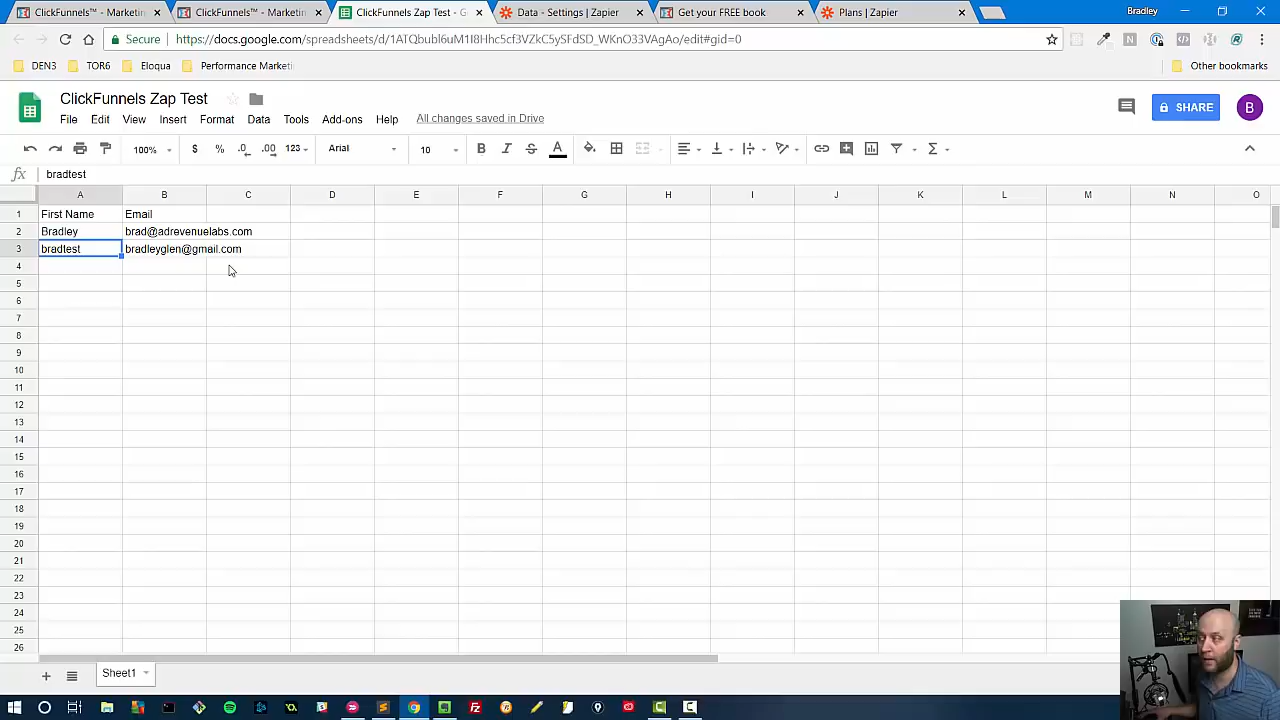 ClickFunnels™ - Marketin
ClickFunnels™ - Marketin
ClickFunnels Zap Test - G
Data - Settings | Zapier
Get your FREE book
Plans | Zapier
Bradley
Secure
https://docs.google.com/spreadsheets/d/1ATQbubl6uM1I8Hhc5cf3VZkC5ySFdSD_WKnO33VAgAo/edit#gid=0
DEN3
TOR6
Eloqua
Performance Marketi
Other bookmarks
ClickFunnels Zap Test
File Edit View Insert Format Data Tools Add-ons Help All changes saved in Drive
SHARE
B
100% $ % .0 .00 123 Arial 10 B I S A Σ
fx bradtest
A B C D E F G H I J K L M N O
1 First Name Email
2 Bradley brad@adrevenuelabs.com
3 bradtest bradleyglen@gmail.com
4
5
6
7
8
9
10
11
12
13
14
15
16
17
18
19
20
21
22
23
24
25
26
Sheet1